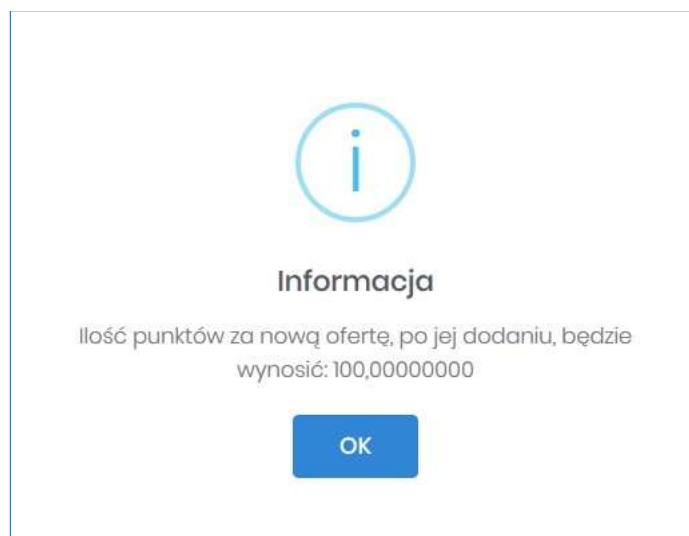 i
Informacja
Ilość punktów za nową ofertę, po jej dodaniu, będzie
wynosić: 100,00000000
OK